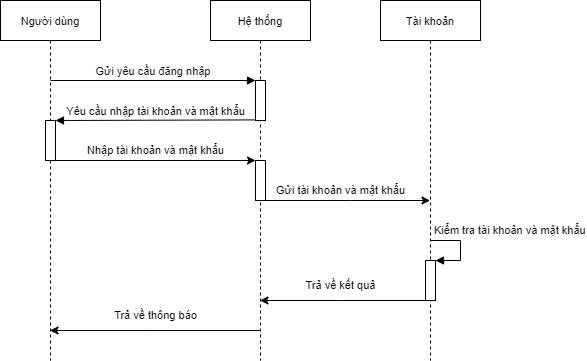 Người dùng
Hệ thống
Tài khoản
Gửi yêu cầu đăng nhập
Yêu cầu nhập tài khoản và mật khẩu
Nhập tài khoản và mật khẩu
Gửi tài khoản và mật khẩu
Kiểm tra tài khoản và mật khẩu
Trả về kết quả
Trả về thông báo